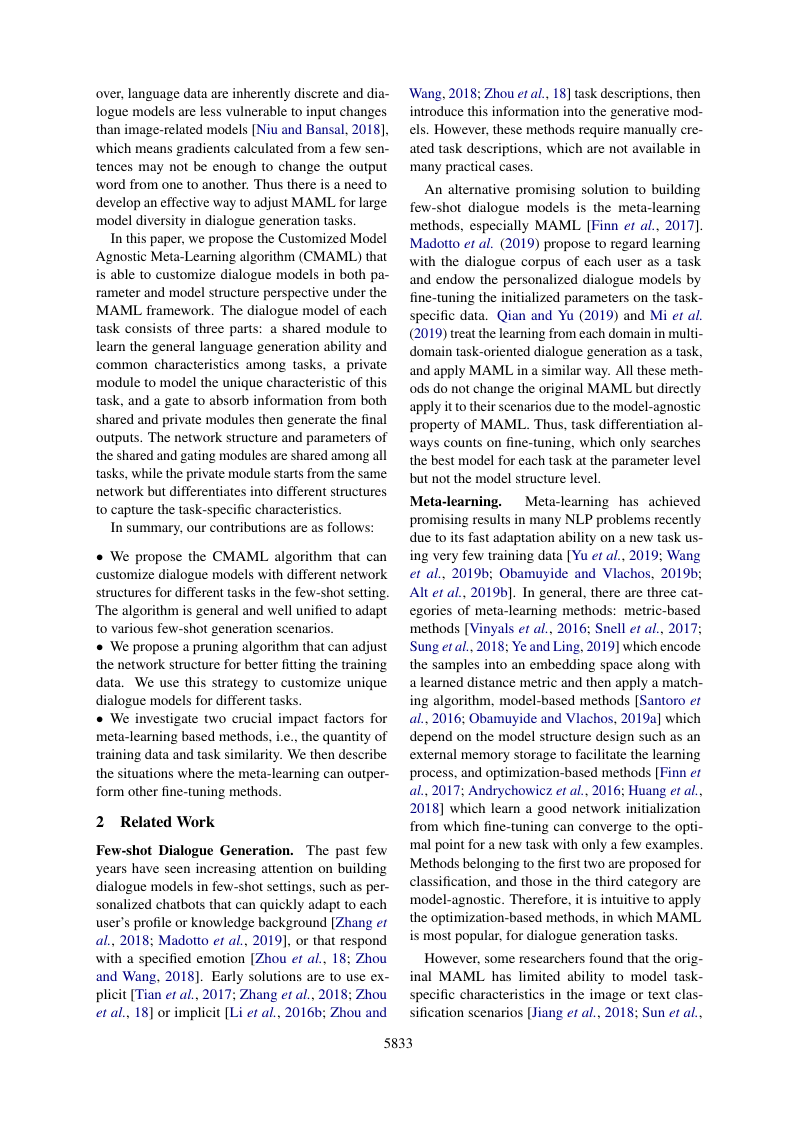 over, language data are inherently discrete and dia-
logue models are less vulnerable to input changes
than image-related models [Niu and Bansal, 2018],
which means gradients calculated from a few sen-
tences may not be enough to change the output
word from one to another. Thus there is a need to
develop an effective way to adjust MAML for large
model diversity in dialogue generation tasks.
In this paper, we propose the Customized Model
Agnostic Meta-Learning algorithm (CMAML) that
is able to customize dialogue models in both pa-
rameter and model structure perspective under the
MAML framework. The dialogue model of each
task consists of three parts: a shared module to
learn the general language generation ability and
common characteristics among tasks, a private
module to model the unique characteristic of this
task, and a gate to absorb information from both
shared and private modules then generate the final
outputs. The network structure and parameters of
the shared and gating modules are shared among all
tasks, while the private module starts from the same
network but differentiates into different structures
to capture the task-specific characteristics.
In summary, our contributions are as follows:
• We propose the CMAML algorithm that can
customize dialogue models with different network
structures for different tasks in the few-shot setting.
The algorithm is general and well unified to adapt
to various few-shot generation scenarios.
• We propose a pruning algorithm that can adjust
the network structure for better fitting the training
data. We use this strategy to customize unique
dialogue models for different tasks.
• We investigate two crucial impact factors for
meta-learning based methods, i.e., the quantity of
training data and task similarity. We then describe
the situations where the meta-learning can outper-
form other fine-tuning methods.
2 Related Work
Few-shot Dialogue Generation. The past few
years have seen increasing attention on building
dialogue models in few-shot settings, such as per-
sonalized chatbots that can quickly adapt to each
user's profile or knowledge background [Zhang et
al., 2018; Madotto et al., 2019], or that respond
with a specified emotion [Zhou et al., 18; Zhou
and Wang, 2018]. Early solutions are to use ex-
plicit [Tian et al., 2017; Zhang et al., 2018; Zhou
et al., 18] or implicit [Li et al., 2016b; Zhou and
Wang, 2018; Zhou et al., 18] task descriptions, then
introduce this information into the generative mod-
els. However, these methods require manually cre-
ated task descriptions, which are not available in
many practical cases.
An alternative promising solution to building
few-shot dialogue models is the meta-learning
methods, especially MAML [Finn et al., 2017].
Madotto et al. (2019) propose to regard learning
with the dialogue corpus of each user as a task
and endow the personalized dialogue models by
fine-tuning the initialized parameters on the task-
specific data. Qian and Yu (2019) and Mi et al.
(2019) treat the learning from each domain in multi-
domain task-oriented dialogue generation as a task,
and apply MAML in a similar way. All these meth-
ods do not change the original MAML but directly
apply it to their scenarios due to the model-agnostic
property of MAML. Thus, task differentiation al-
ways counts on fine-tuning, which only searches
the best model for each task at the parameter level
but not the model structure level.
Meta-learning. Meta-learning has achieved
promising results in many NLP problems recently
due to its fast adaptation ability on a new task us-
ing very few training data [Yu et al., 2019; Wang
et al., 2019b; Obamuyide and Vlachos, 2019b;
Alt et al., 2019b]. In general, there are three cat-
egories of meta-learning methods: metric-based
methods [Vinyals et al., 2016; Snell et al., 2017;
Sung et al., 2018; Ye and Ling, 2019] which encode
the samples into an embedding space along with
a learned distance metric and then apply a match-
ing algorithm, model-based methods [Santoro et
al., 2016; Obamuyide and Vlachos, 2019a] which
depend on the model structure design such as an
external memory storage to facilitate the learning
process, and optimization-based methods [Finn et
al., 2017; Andrychowicz et al., 2016; Huang et al.,
2018] which learn a good network initialization
from which fine-tuning can converge to the opti-
mal point for a new task with only a few examples.
Methods belonging to the first two are proposed for
classification, and those in the third category are
model-agnostic. Therefore, it is intuitive to apply
the optimization-based methods, in which MAML
is most popular, for dialogue generation tasks.
However, some researchers found that the orig-
inal MAML has limited ability to model task-
specific characteristics in the image or text clas-
sification scenarios [Jiang et al., 2018; Sun et al.,
5833